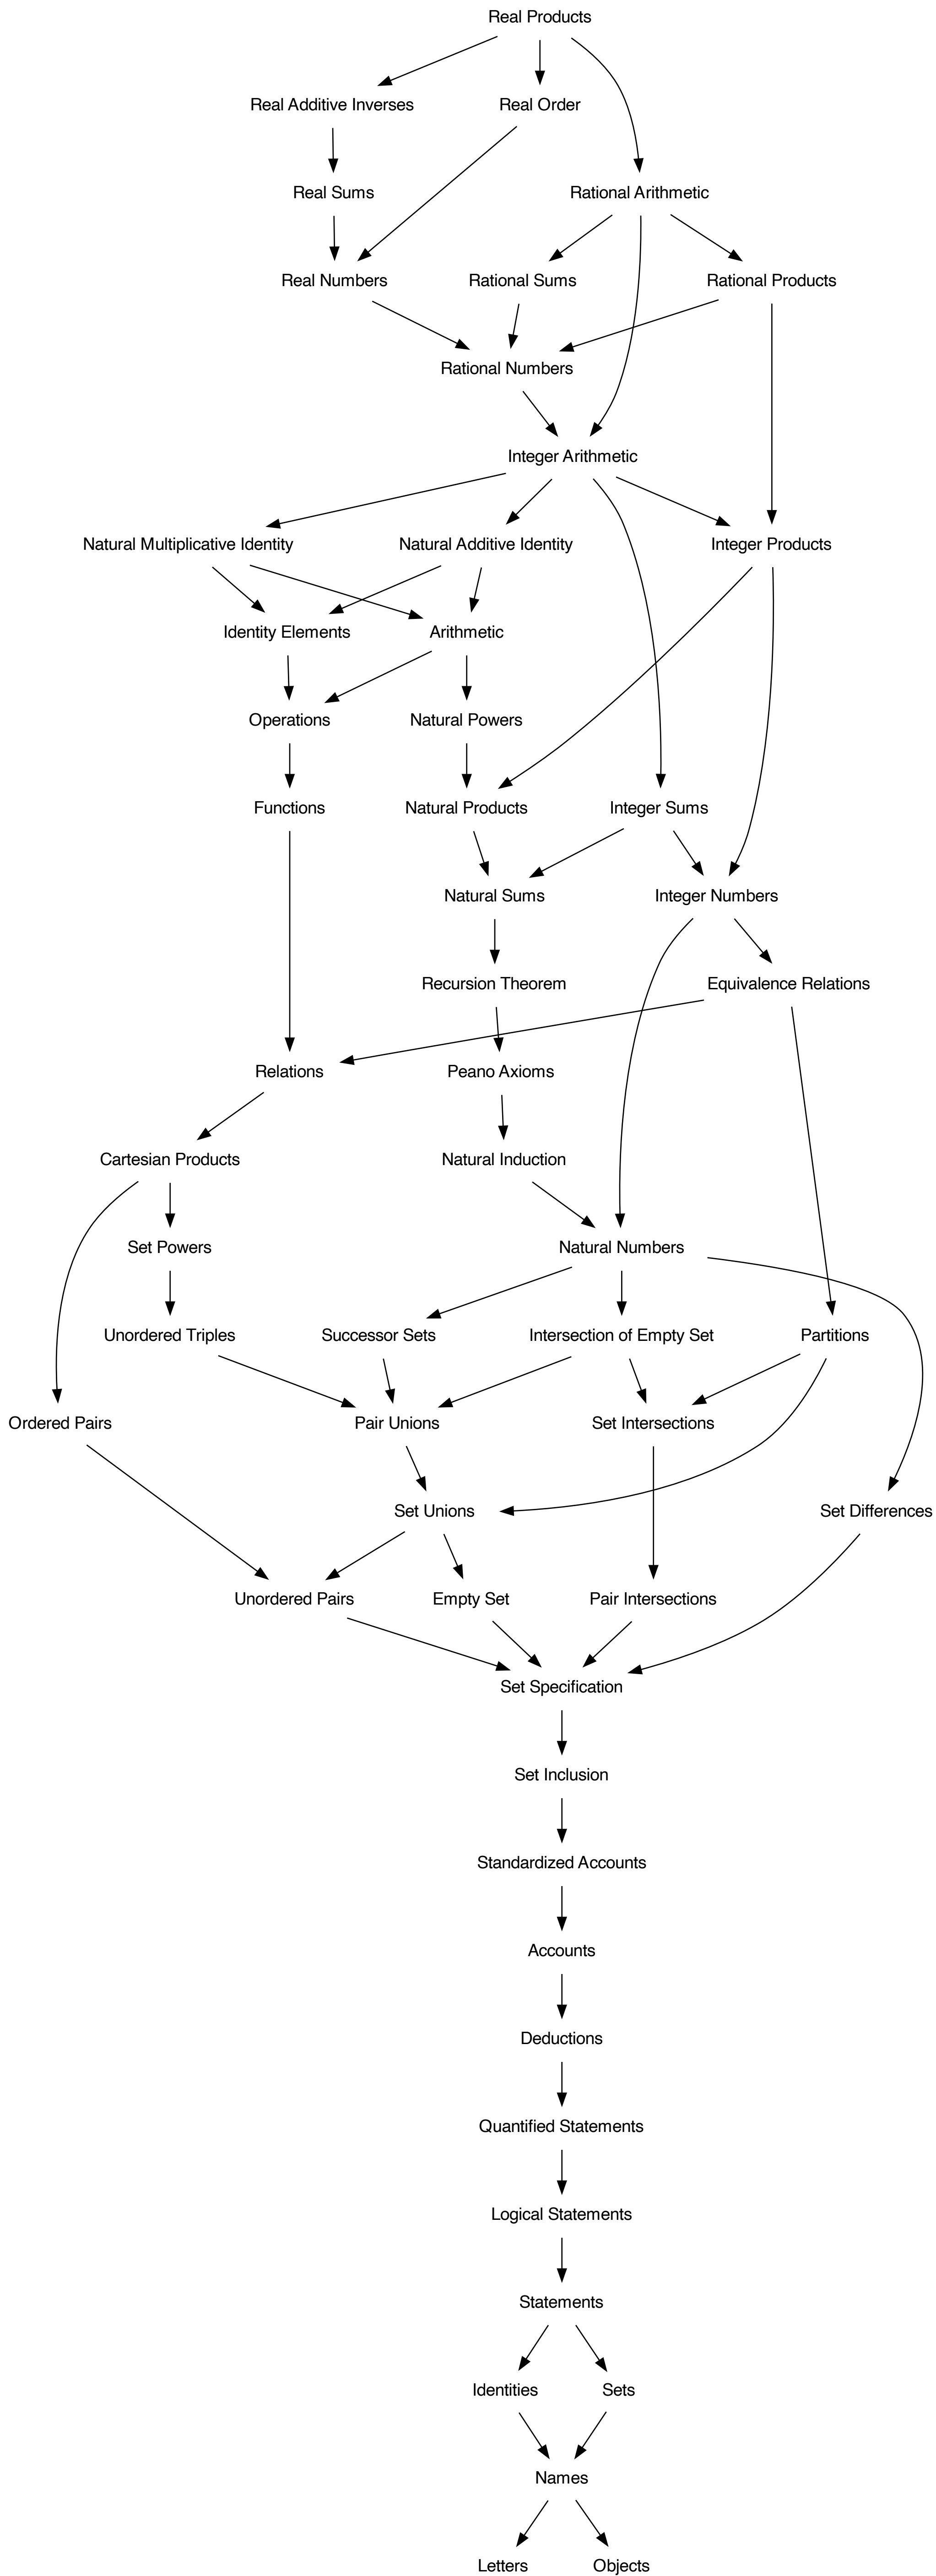 Real Products
Real Additive Inverses
Real Order
Real Sums
Rational Arithmetic
Real Numbers
Rational Sums
Rational Products
Rational Numbers
Integer Arithmetic
Natural Multiplicative Identity
Natural Additive Identity
Integer Products
Identity Elements
Arithmetic
Operations
Natural Powers
Functions
Natural Products
Integer Sums
Natural Sums
Integer Numbers
Recursion Theorem
Equivalence Relations
Relations
Peano Axioms
Cartesian Products
Natural Induction
Set Powers
Natural Numbers
Unordered Triples
Successor Sets
Intersection of Empty Set
Partitions
Ordered Pairs
Pair Unions
Set Intersections
Set Unions
Set Differences
Unordered Pairs
Empty Set
Pair Intersections
Set Specification
Set Inclusion
Standardized Accounts
Accounts
Deductions
Quantified Statements
Logical Statements
Statements
Identities
Sets
Names
Letters
Objects